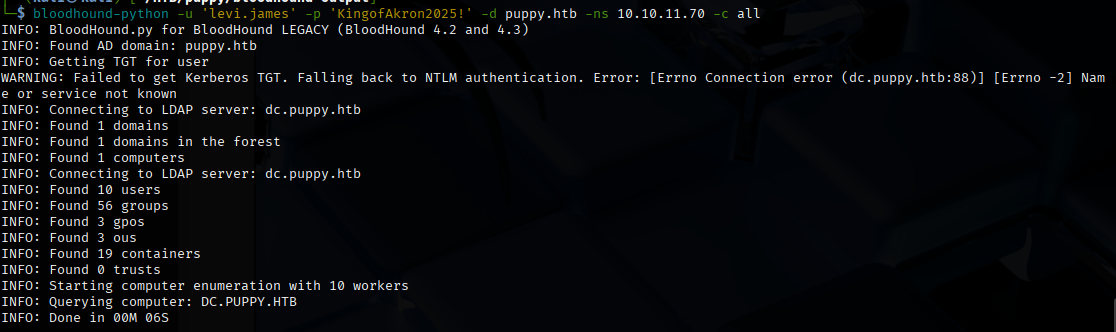 └─$ bloodhound-python -u 'levi.james' -p 'KingofAkron2025!' -d puppy.htb -ns 10.10.11.70 -c all
INFO: BloodHound.py for BloodHound LEGACY (BloodHound 4.2 and 4.3)
INFO: Found AD domain: puppy.htb
INFO: Getting TGT for user
WARNING: Failed to get Kerberos TGT. Falling back to NTLM authentication. Error: [Errno Connection error (dc.puppy.htb:88)] [Errno -2] Nam
e or service not known
INFO: Connecting to LDAP server: dc.puppy.htb
INFO: Found 1 domains
INFO: Found 1 domains in the forest
INFO: Found 1 computers
INFO: Connecting to LDAP server: dc.puppy.htb
INFO: Found 10 users
INFO: Found 56 groups
INFO: Found 3 gpos
INFO: Found 3 ous
INFO: Found 19 containers
INFO: Found 0 trusts
INFO: Starting computer enumeration with 10 workers
INFO: Querying computer: DC.PUPPY.HTB
INFO: Done in 00M 06S